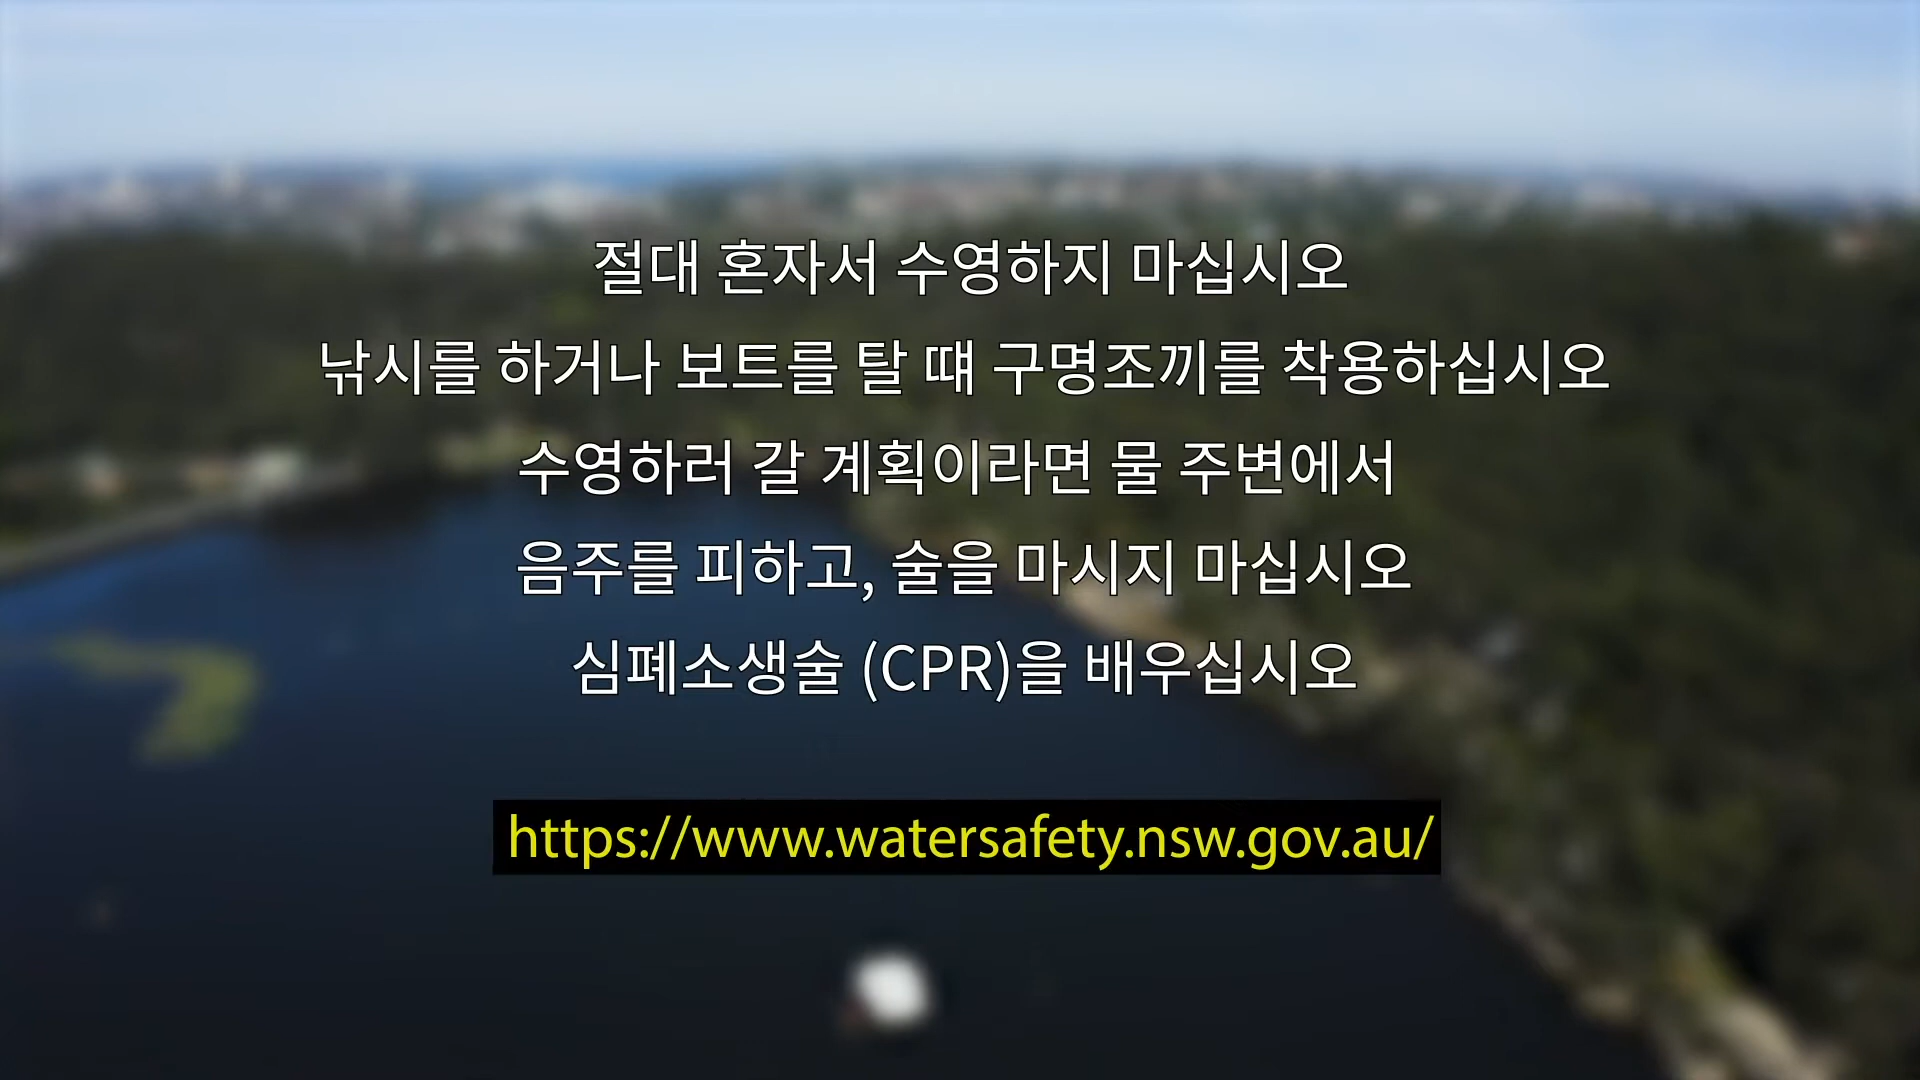 절대 혼자서 수영하지 마십시오
낚시를 하거나 보트를 탈 떄 구명조끼를 착용하십시오
수영하러 갈 계획이라면 물 주변에서
음주를 피하고, 술을 마시지 마십시오
심폐소생술 (CPR)을 배우십시오
https://www.watersafety.nsw.gov.au/